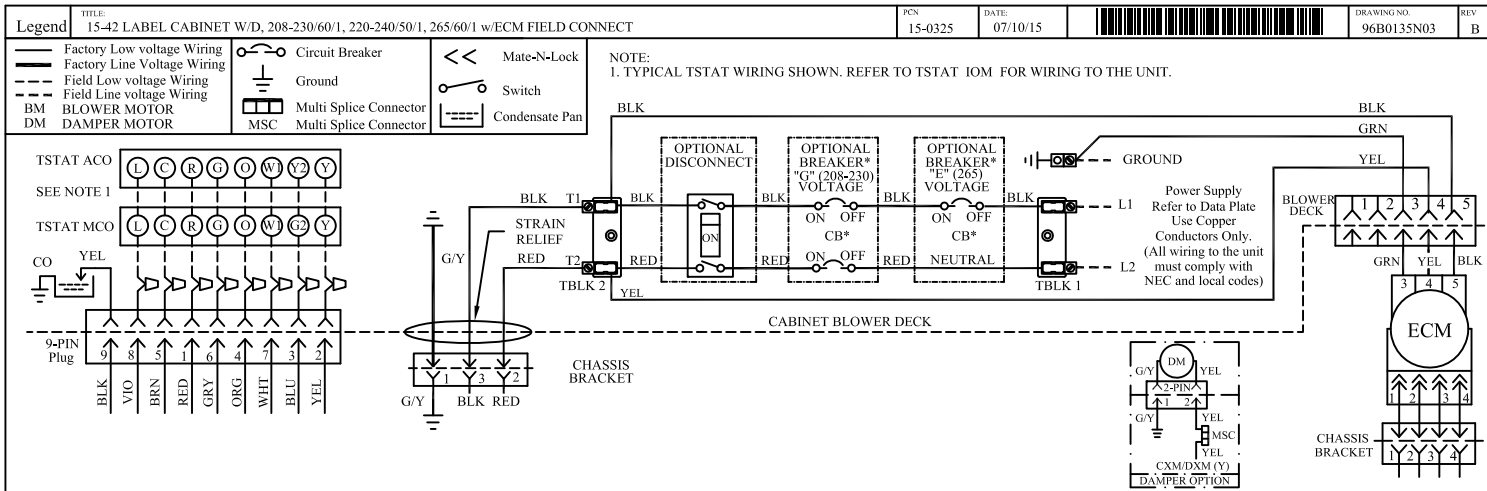 Legend
TITLE:
15-42 LABEL CABINET W/D, 208-230/60/1, 220-240/50/1, 265/60/1 w/ECM FIELD CONNECT
PCN
15-0325
DATE:
07/10/15
DRAWING NO.
96B0135N03
REV
B
Factory Low voltage Wiring
Factory Line Voltage Wiring
Field Low voltage Wiring
Field Line voltage Wiring
BM BLOWER MOTOR
DM DAMPER MOTOR
Circuit Breaker
Ground
Multi Splice Connector
MSC Multi Splice Connector
<< Mate-N-Lock
Switch
Condensate Pan
NOTE:
1. TYPICAL TSTAT WIRING SHOWN. REFER TO TSTAT IOM FOR WIRING TO THE UNIT.
TSTAT ACO
L C R G O W1 Y2 Y
SEE NOTE 1
TSTAT MCO
L C R G O W1 G2 Y
CO
YEL
9-PIN
Plug
9 8 5 1 6 4 7 3 2
BLK VIO BRN RED GRY ORG WHT BLU YEL
G/Y
BLK
STRAIN
RELIEF
RED
T1
T2
TBLK 2
1 3 2
G/Y BLK RED
CHASSIS
BRACKET
BLK
YEL
BLK
RED
OPTIONAL
DISCONNECT
ON
BLK
RED
OPTIONAL
BREAKER*
"G" (208-230)
VOLTAGE
ON OFF
CB*
ON OFF
BLK
RED
OPTIONAL
BREAKER*
"E" (265)
VOLTAGE
ON OFF
CB*
NEUTRAL
BLK
TBLK 1
GROUND
L1
L2
Power Supply
Refer to Data Plate
Use Copper
Conductors Only.
(All wiring to the unit
must comply with
NEC and local codes)
BLK
GRN
YEL
BLOWER
DECK
1 2 3 4 5
GRN YEL BLK
3 4 5
ECM
1 2 3 4
CHASSIS
BRACKET
1 2 3 4
CABINET BLOWER DECK
DM
G/Y YEL
2-PIN
1 2
G/Y YEL
MSC
YEL
CXM/DXM (Y)
DAMPER OPTION